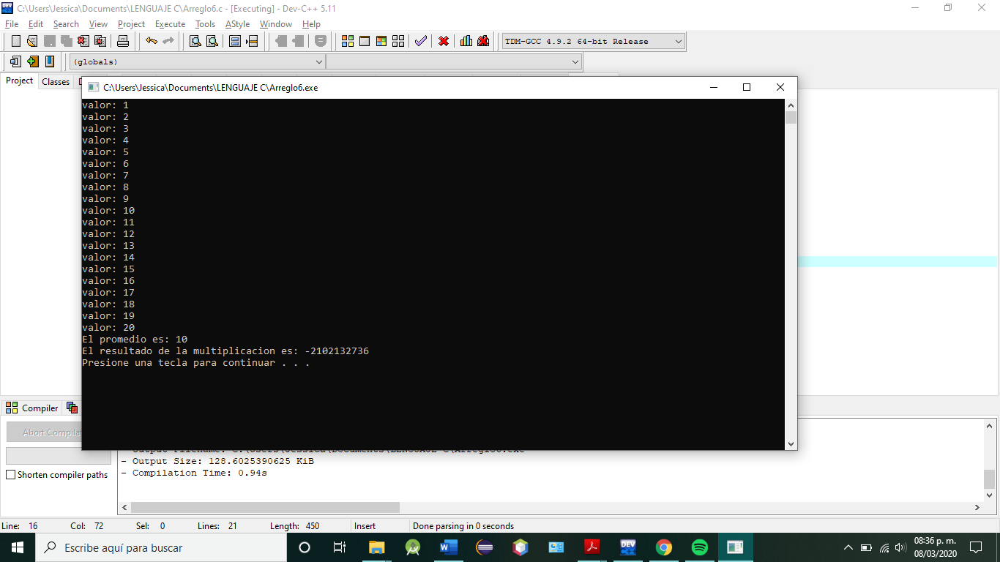 C:\Users\Jessica\Documents\LENGUAJE C\Arreglo6.c - [Executing] - Dev-C++ 5.11
File Edit Search View Project Execute Tools AStyle Window Help
TDM-GCC 4.9.2 64-bit Release
(globals)
Project Classes
C:\Users\Jessica\Documents\LENGUAJE C\Arreglo6.exe
valor: 1
valor: 2
valor: 3
valor: 4
valor: 5
valor: 6
valor: 7
valor: 8
valor: 9
valor: 10
valor: 11
valor: 12
valor: 13
valor: 14
valor: 15
valor: 16
valor: 17
valor: 18
valor: 19
valor: 20
El promedio es: 10
El resultado de la multiplicacion es: -2102132736
Presione una tecla para continuar . . .
Compiler
Abort Compila
- Output Filename: C:\Users\Jessica\Documents\LENGUAJE C\Arreglo6.exe
- Output Size: 128.6025390625 KiB
- Compilation Time: 0.94s
Shorten compiler paths
Line: 16 Col: 72 Sel: 0 Lines: 21 Length: 450 Insert Done parsing in 0 seconds
Escribe aquí para buscar
08:36 p. m.
08/03/2020